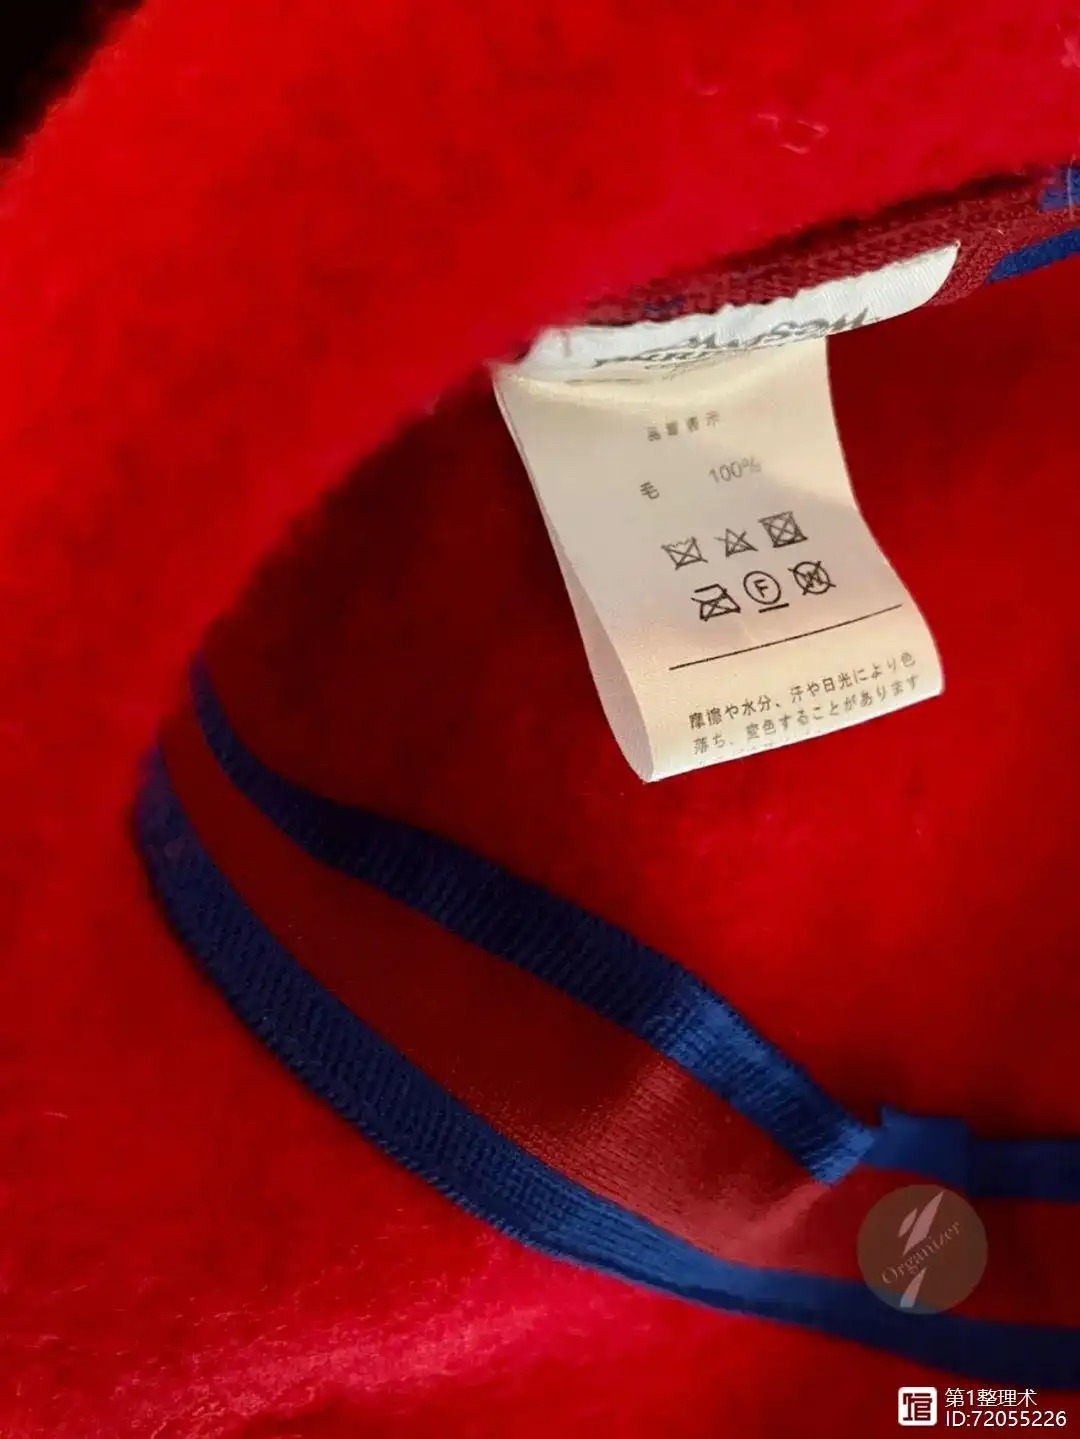 品質表示
毛 100%
F
W
摩擦や水分、汗や日光により色
落ち、変色することがあります
Organizer
第1整理术
ID:72055226